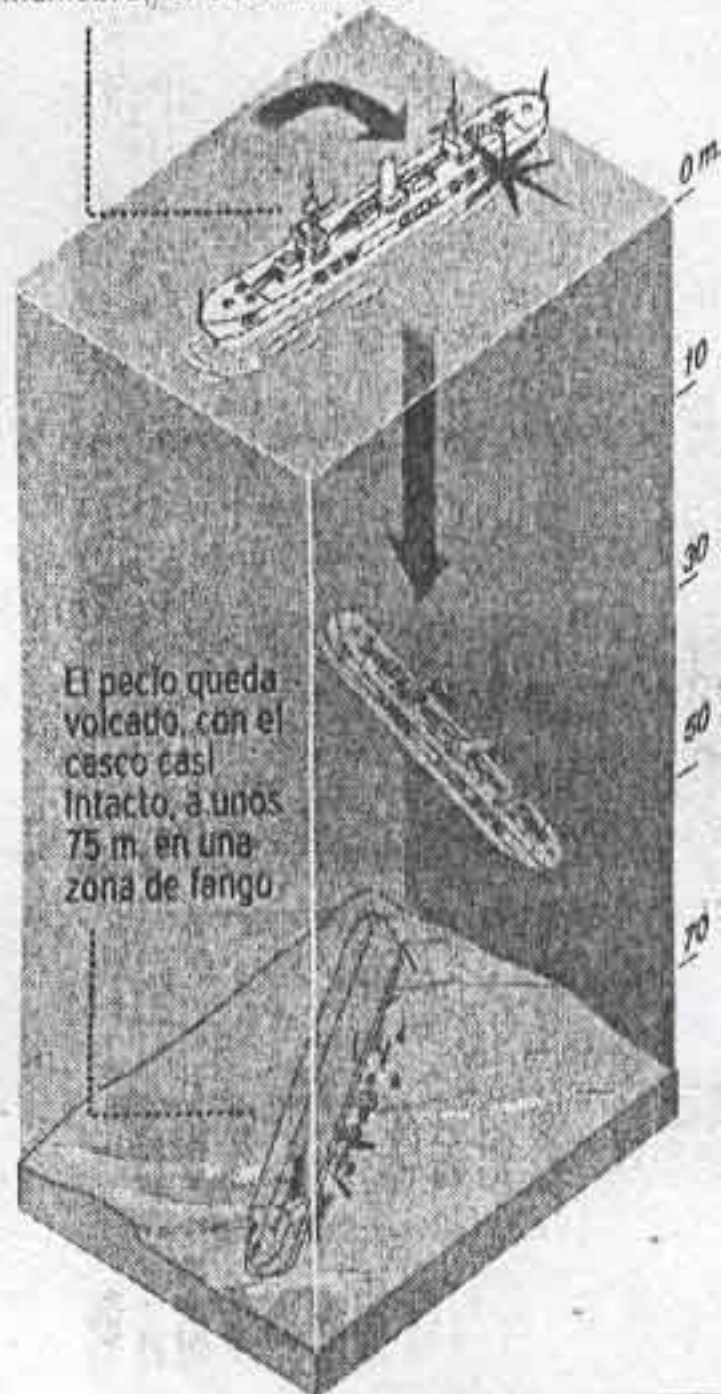 0 m.
10
30
50
70
El pecio queda
volcado, con el
casco casi
intacto, a unos
75 m. en una
zona de fango